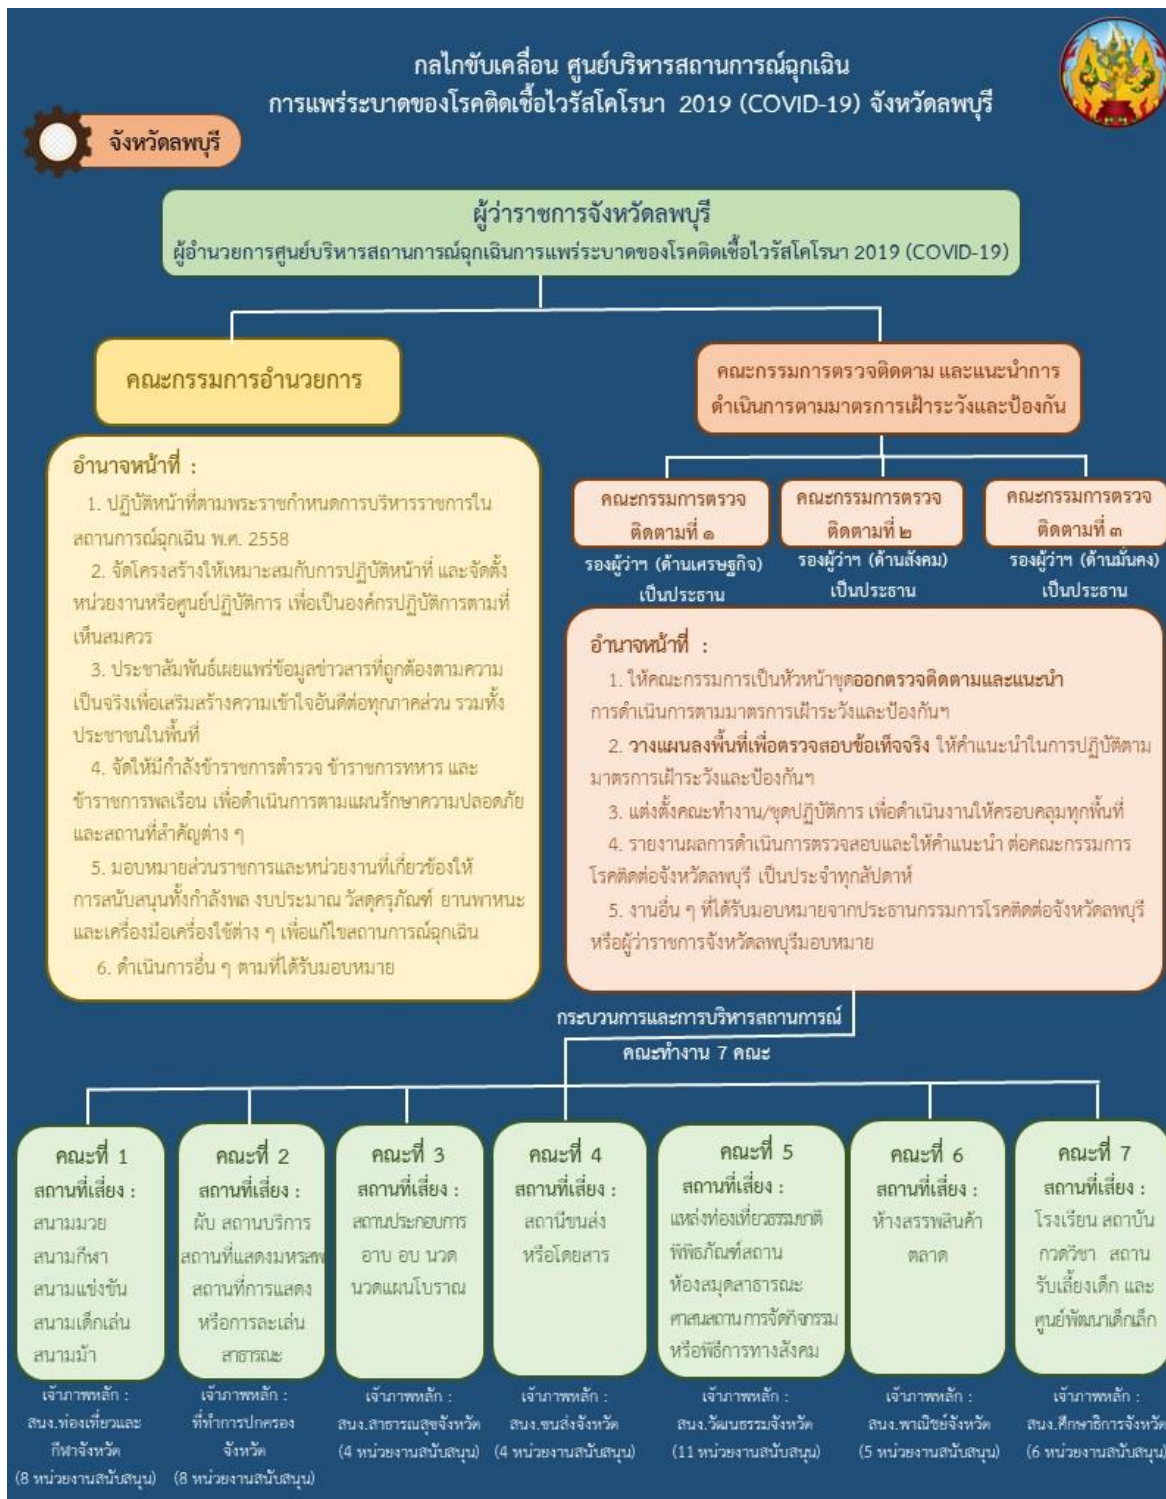 กลไกขับเคลื่อน ศูนย์บริหารสถานการณ์ฉุกเฉิน
การแพร่ระบาดของโรคติดเชื้อไวรัสโคโรนา 2019 (COVID-19) จังหวัดลพบุรี
จังหวัดลพบุรี
ผู้ว่าราชการจังหวัดลพบุรี
ผู้อำนวยการศูนย์บริหารสถานการณ์ฉุกเฉินการแพร่ระบาดของโรคติดเชื้อไวรัสโคโรนา 2019 (COVID-19)
คณะกรรมการอำนวยการ
อำนาจหน้าที่ :
1. ปฏิบัติหน้าที่ตามพระราชกำหนดการบริหารราชการใน
สถานการณ์ฉุกเฉิน พ.ศ. 2558
2. จัดโครงสร้างให้เหมาะสมกับการปฏิบัติหน้าที่ และจัดตั้ง
หน่วยงานหรือศูนย์ปฏิบัติการ เพื่อเป็นองค์กรปฏิบัติการตามที่
เห็นสมควร
3. ประชาสัมพันธ์เผยแพร่ข้อมูลข่าวสารที่ถูกต้องตามความ
เป็นจริงเพื่อเสริมสร้างความเข้าใจอันดีต่อทุกภาคส่วน รวมทั้ง
ประชาชนในพื้นที่
4. จัดให้มีกำลังข้าราชการตำรวจ ข้าราชการทหาร และ
ข้าราชการพลเรือน เพื่อดำเนินการตามแผนรักษาความปลอดภัย
และสถานที่สำคัญต่าง ๆ
5. มอบหมายส่วนราชการและหน่วยงานที่เกี่ยวข้องให้
การสนับสนุนทั้งกำลังพล งบประมาณ วัสดุครุภัณฑ์ ยานพาหนะ
และเครื่องมือเครื่องใช้ต่าง ๆ เพื่อแก้ไขสถานการณ์ฉุกเฉิน
6. ดำเนินการอื่น ๆ ตามที่ได้รับมอบหมาย
คณะกรรมการตรวจติดตาม และแนะนำการ
ดำเนินการตามมาตรการเฝ้าระวังและป้องกัน
คณะกรรมการตรวจ
ติดตามที่ ๑
รองผู้ว่าฯ (ด้านเศรษฐกิจ)
เป็นประธาน
คณะกรรมการตรวจ
ติดตามที่ ๒
รองผู้ว่าฯ (ด้านสังคม)
เป็นประธาน
คณะกรรมการตรวจ
ติดตามที่ ๓
รองผู้ว่าฯ (ด้านมั่นคง)
เป็นประธาน
อำนาจหน้าที่ :
1. ให้คณะกรรมการเป็นหัวหน้าชุดออกตรวจติดตามและแนะนำ
การดำเนินการตามมาตรการเฝ้าระวังและป้องกันฯ
2. วางแผนลงพื้นที่เพื่อตรวจสอบข้อเท็จจริง ให้คำแนะนำในการปฏิบัติตาม
มาตรการเฝ้าระวังและป้องกันฯ
3. แต่งตั้งคณะทำงาน/ชุดปฏิบัติการ เพื่อดำเนินงานให้ครอบคลุมทุกพื้นที่
4. รายงานผลการดำเนินการตรวจสอบและให้คำแนะนำ ต่อคณะกรรมการ
โรคติดต่อจังหวัดลพบุรี เป็นประจำทุกสัปดาห์
5. งานอื่น ๆ ที่ได้รับมอบหมายจากประธานกรรมการโรคติดต่อจังหวัดลพบุรี
หรือผู้ว่าราชการจังหวัดลพบุรีมอบหมาย
กระบวนการและการบริหารสถานการณ์
คณะทำงาน 7 คณะ
คณะที่ 1
สถานที่เสี่ยง :
สนามมวย
สนามกีฬา
สนามแข่งขัน
สนามเด็กเล่น
สนามม้า
เจ้าภาพหลัก :
สนง.ท่องเที่ยวและ
กีฬาจังหวัด
(8 หน่วยงานสนับสนุน)
คณะที่ 2
สถานที่เสี่ยง :
ผับ สถานบริการ
สถานที่แสดงมหรสพ
สถานที่การแสดง
หรือการละเล่น
สาธารณะ
เจ้าภาพหลัก :
ที่ทำการปกครอง
จังหวัด
(8 หน่วยงานสนับสนุน)
คณะที่ 3
สถานที่เสี่ยง :
สถานประกอบการ
อาบ อบ นวด
นวดแผนโบราณ
เจ้าภาพหลัก :
สนง.สาธารณสุขจังหวัด
(4 หน่วยงานสนับสนุน)
คณะที่ 4
สถานที่เสี่ยง :
สถานีขนส่ง
หรือโดยสาร
เจ้าภาพหลัก :
สนง.ขนส่งจังหวัด
(4 หน่วยงานสนับสนุน)
คณะที่ 5
สถานที่เสี่ยง :
แหล่งท่องเที่ยวธรรมชาติ
พิพิธภัณฑ์สถาน
ห้องสมุดสาธารณะ
ศาสนสถาน การจัดกิจกรรม
หรือพิธีการทางสังคม
เจ้าภาพหลัก :
สนง.วัฒนธรรมจังหวัด
(11 หน่วยงานสนับสนุน)
คณะที่ 6
สถานที่เสี่ยง :
ห้างสรรพสินค้า
ตลาด
เจ้าภาพหลัก :
สนง.พาณิชย์จังหวัด
(5 หน่วยงานสนับสนุน)
คณะที่ 7
สถานที่เสี่ยง :
โรงเรียน สถาบัน
กวดวิชา สถาน
รับเลี้ยงเด็ก และ
ศูนย์พัฒนาเด็กเล็ก
เจ้าภาพหลัก :
สนง.ศึกษาธิการจังหวัด
(6 หน่วยงานสนับสนุน)